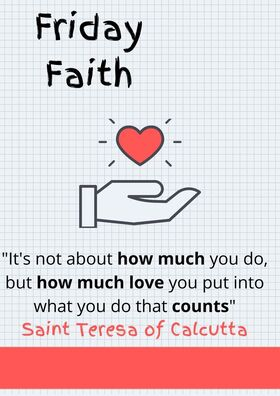 Friday
Faith
"It's not about how much you do,
but how much love you put into
what you do that counts"
Saint Teresa of Calcutta